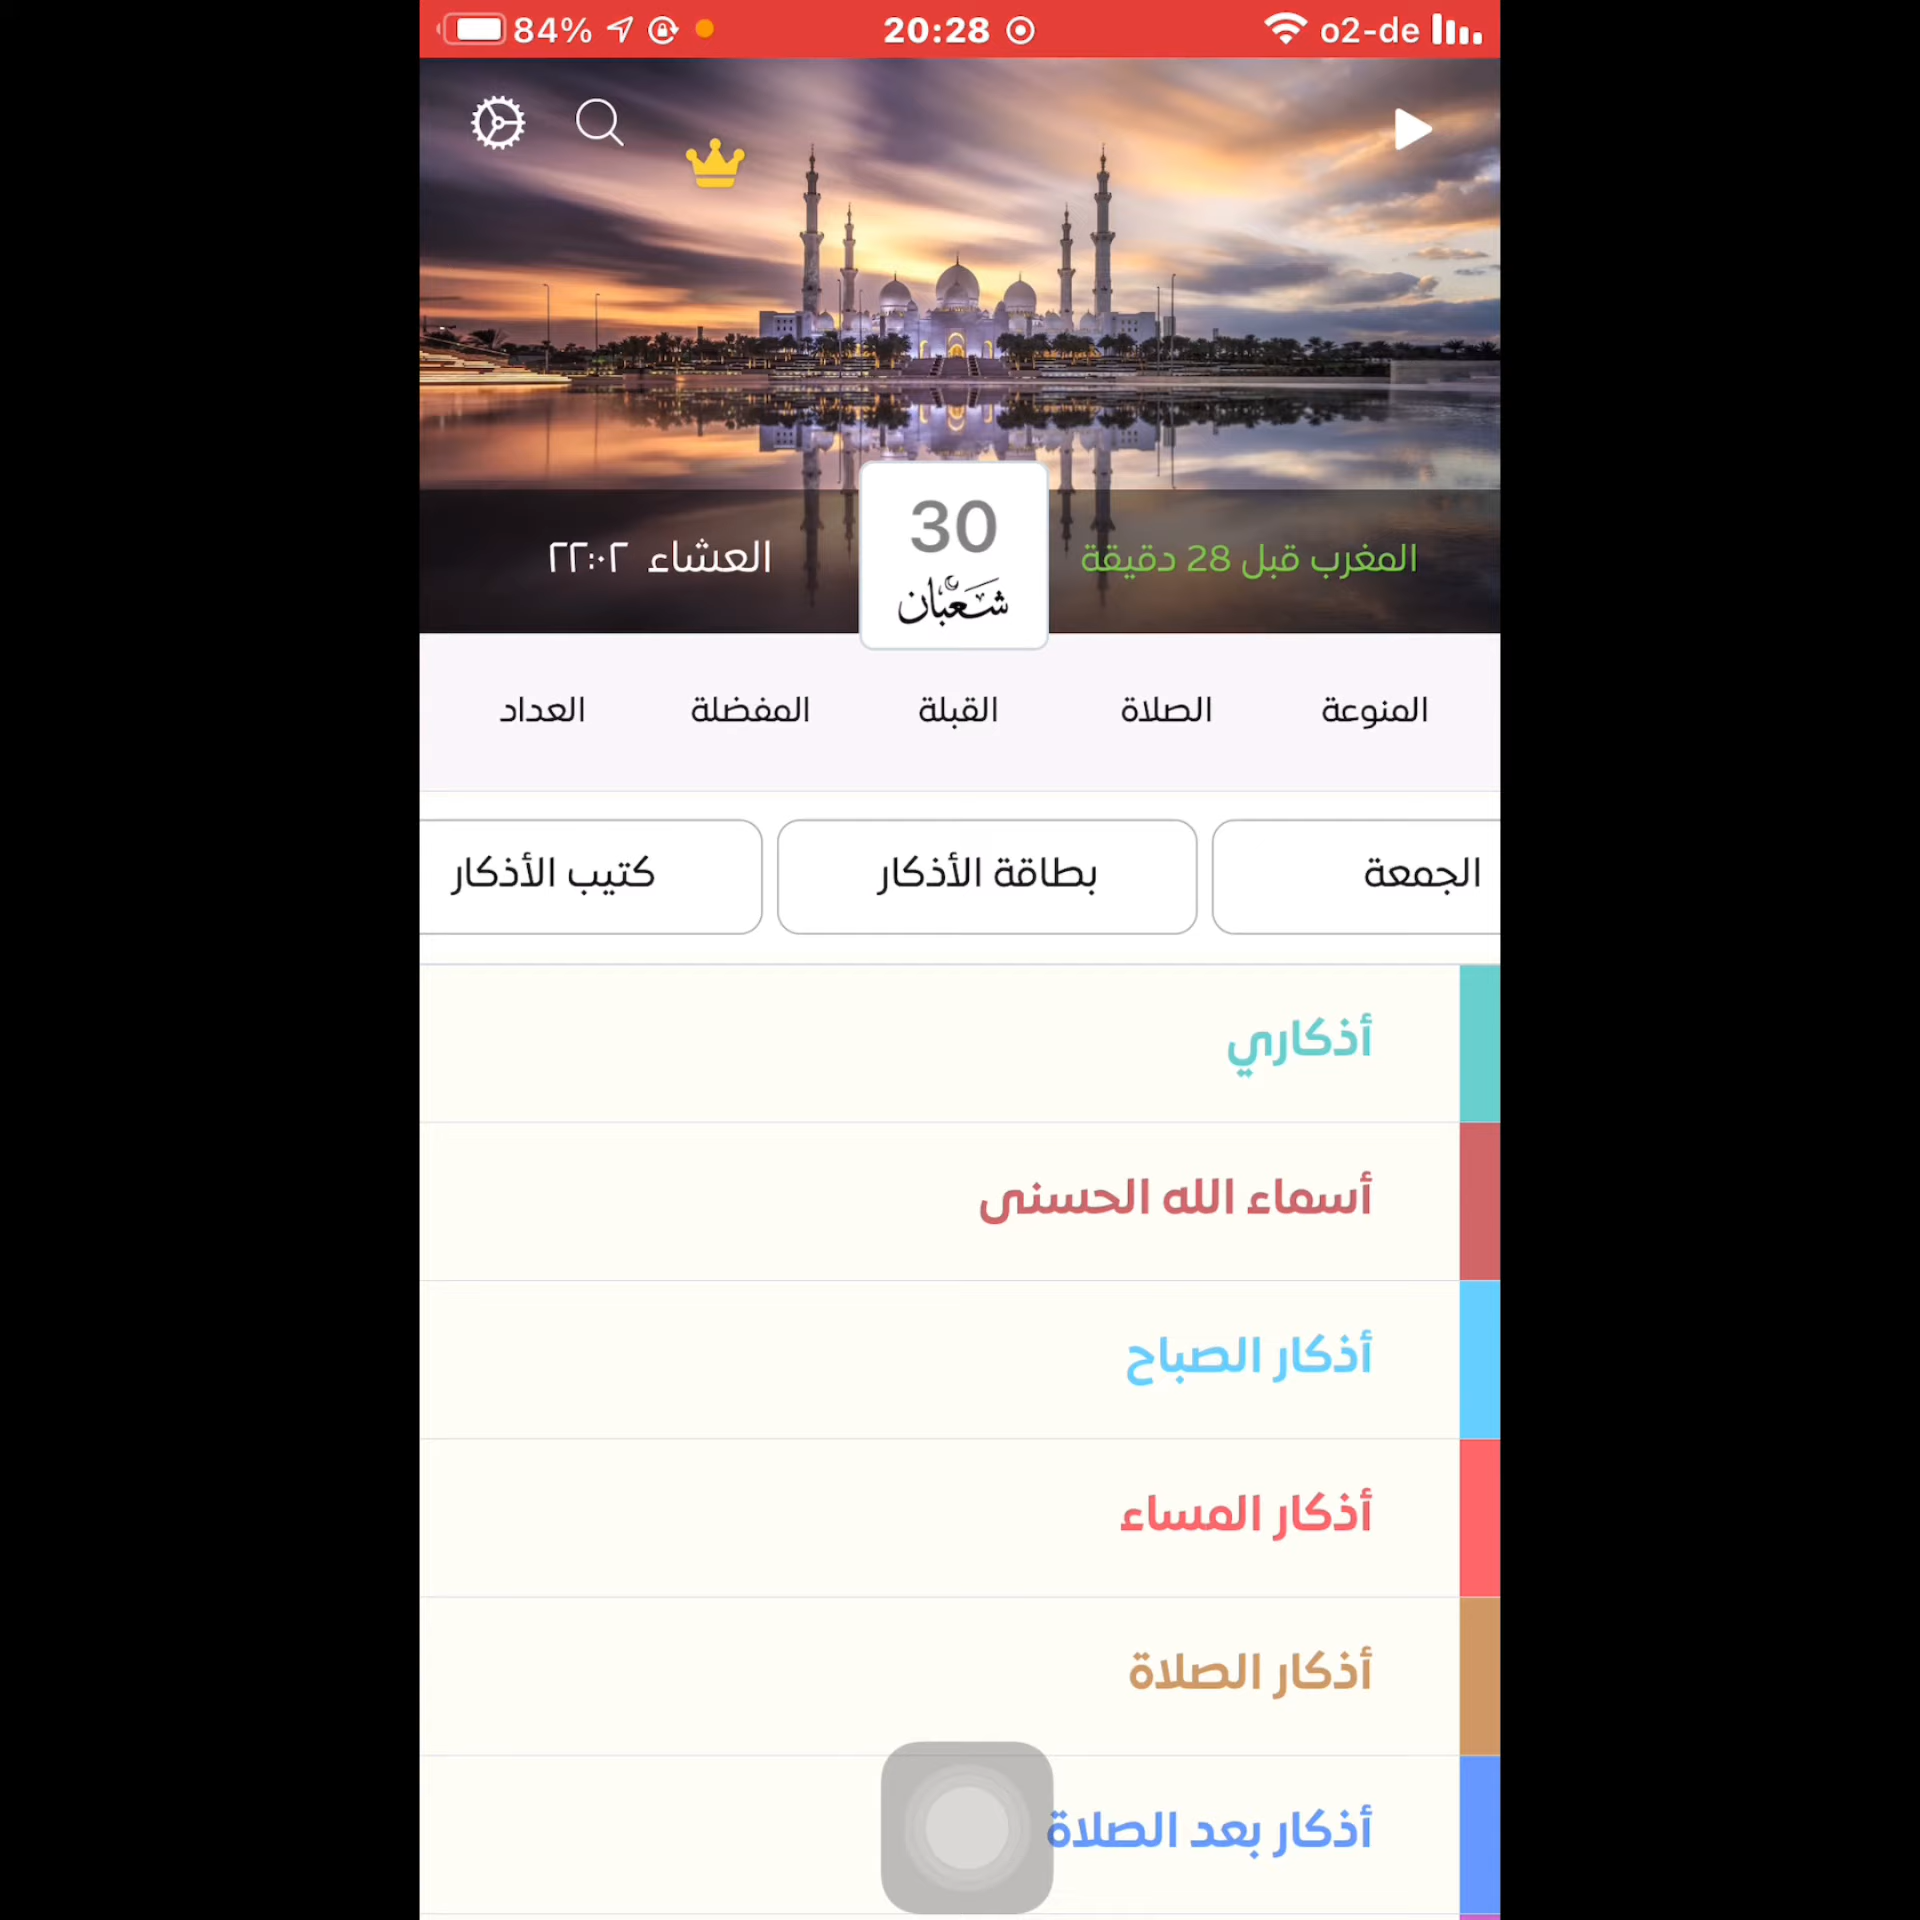 84% 20:28 o2-de
المغرب قبل 28 دقيقة
30
شعبان
العشاء ٢٢:٠٢
المنوعة الصلاة القبلة المفضلة العداد
الجمعة بطاقة الأذكار كتيب الأذكار
أذكاري
أسماء الله الحسنى
أذكار الصباح
أذكار المساء
أذكار الصلاة
أذكار بعد الصلاة